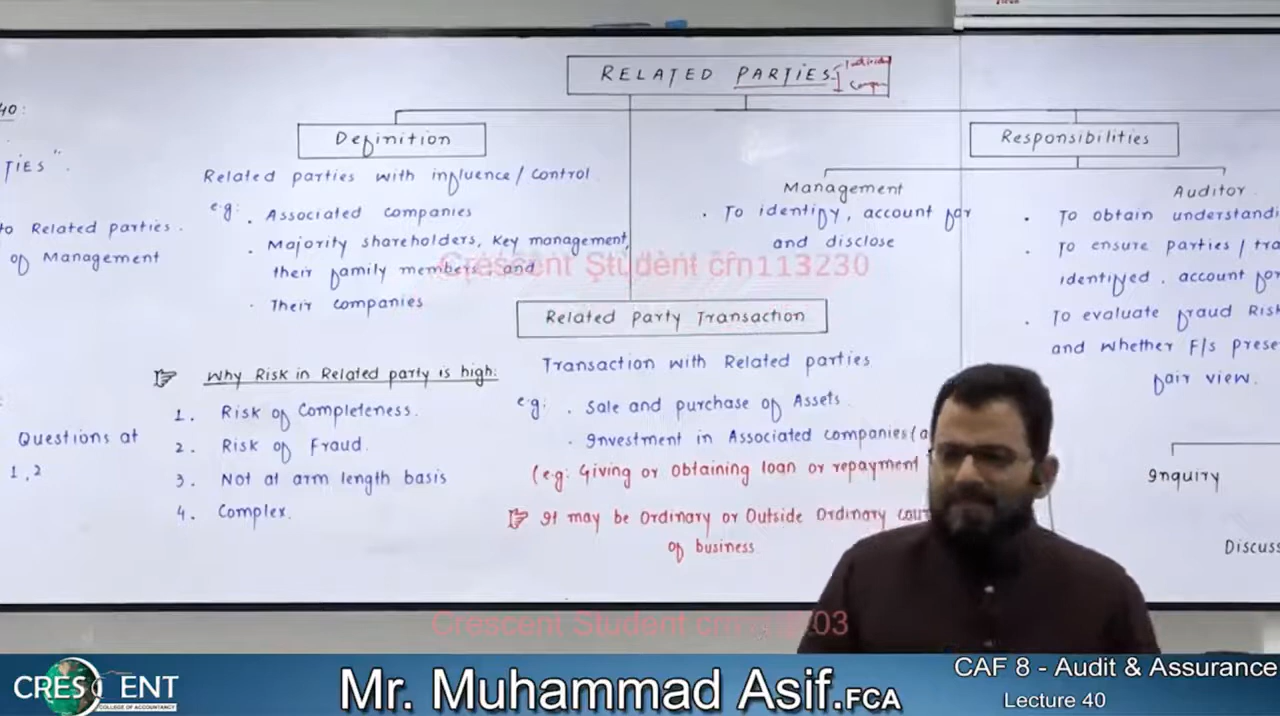 RELATED PARTIES
40:
TIES".
to Related parties.
of Management
Questions at
1,2
Definition
Related parties with influence/control
e.g:
. Associated companies
. Majority shareholders, key management,
their family members, and
. Their companies
Why Risk in Related party is high:
1. Risk of Completeness.
2. Risk of Fraud.
3. Not at arm length basis
4. Complex.
Related Party Transaction
Transaction with Related parties
e.g: . Sale and purchase of Assets.
. Investment in Associated companies
(e.g: Giving or obtaining loan or repayment
It may be Ordinary or Outside Ordinary
of business
Responsibilities
Management
. To identify, account for
and disclose
Auditor
. To obtain
. To ensure parties/
identifyed, account for
. To evaluate fraud Risk
and whether F/s
fair view.
Inquiry
Crescent Student crn113230
Crescent Student
CRESCENT
COLLEGE OF ACCOUNTANCY
Mr. Muhammad Asif.FCA
CAF 8 - Audit & Assurance
Lecture 40